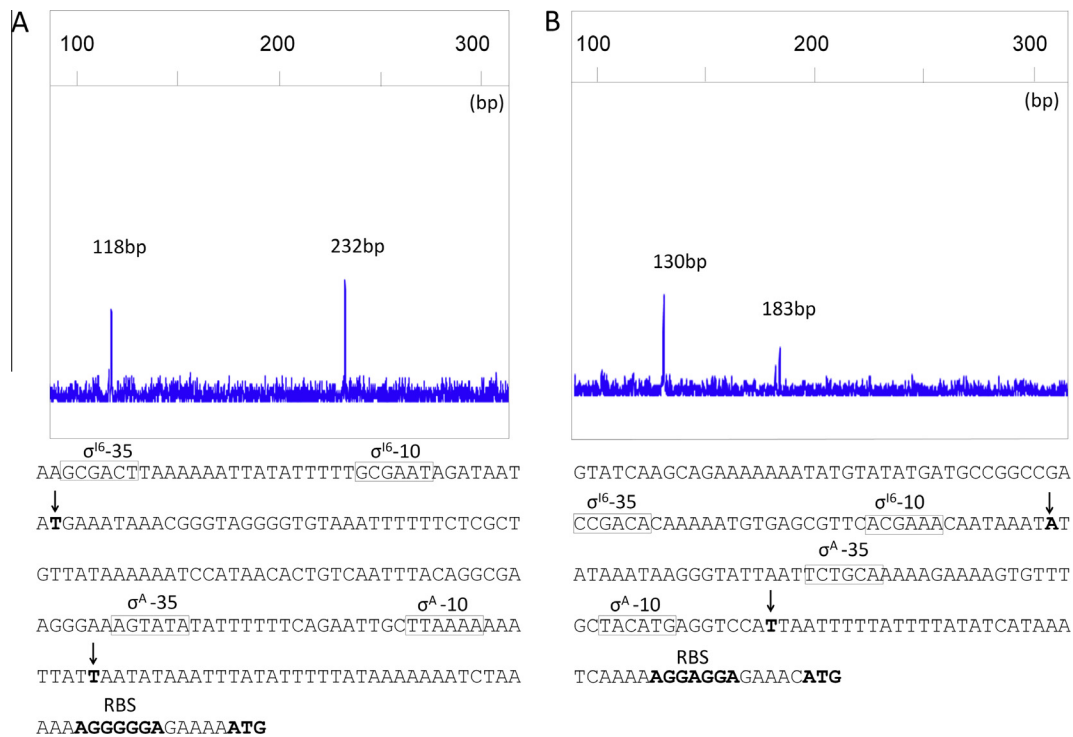 A
100 200 300
(bp)
118bp
232bp
σI6-35 σI6-10
AAGCGACTTAAAAAATTATATTTTTGCGAATAGATAAT
ATGAAATAAACGGGTAGGGGTGTAAATTTTTTCTCGCT
GTTATAAAAAAATCCATAACACTGTCAATTTACAGGCGA
σA -35 σA -10
AGGGAAAGTATATATTTTTTTCAGAATTGCTTAAAAAAA
TTATTAATATAAATTTATATTTTTATAAAAAAATCTAA
RBS
AAAAGGGGGAGAAAAATG
B
100 200 300
(bp)
130bp
183bp
GTATCAAGCAGAAAAAAATATGTATATGATGCCGGCCGA
σI6-35 σI6-10
CCGACACAAAAATGTGAGCGTTCACGAAACAATAAATAT
σA -35
ATAAATAAGGGTATTAATTCTGCAAAAAGAAAAGTGTTT
σA -10
GCTACATGAGGTCCATTAATTTTTATTTTATATCATAAA
RBS
TCAAAAAGGAGGAGAAACATG